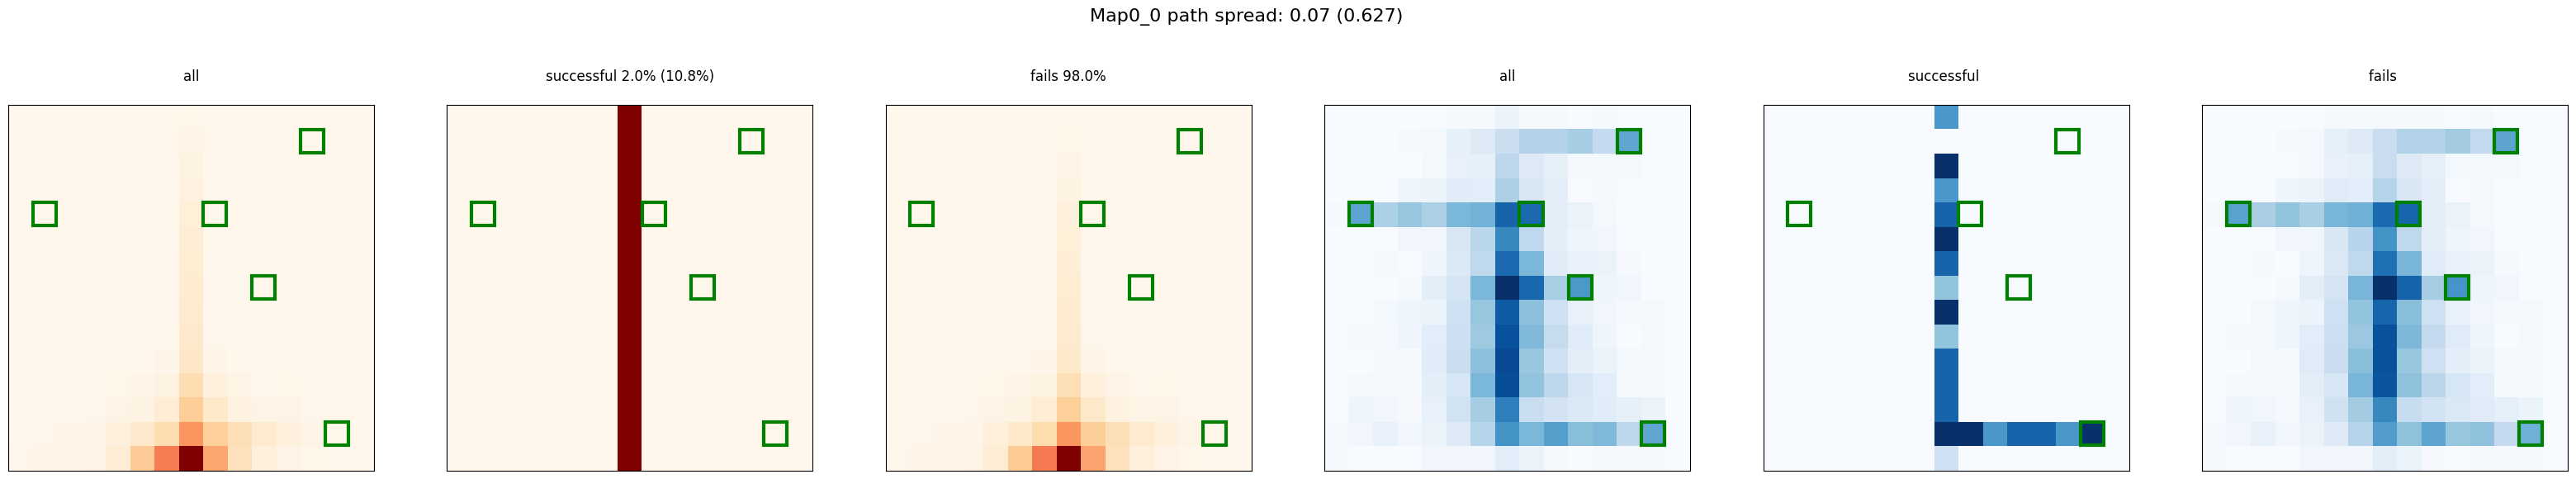 Map0_0 path spread: 0.07 (0.627)
all
successful 2.0% (10.8%)
fails 98.0%
all
successful
fails